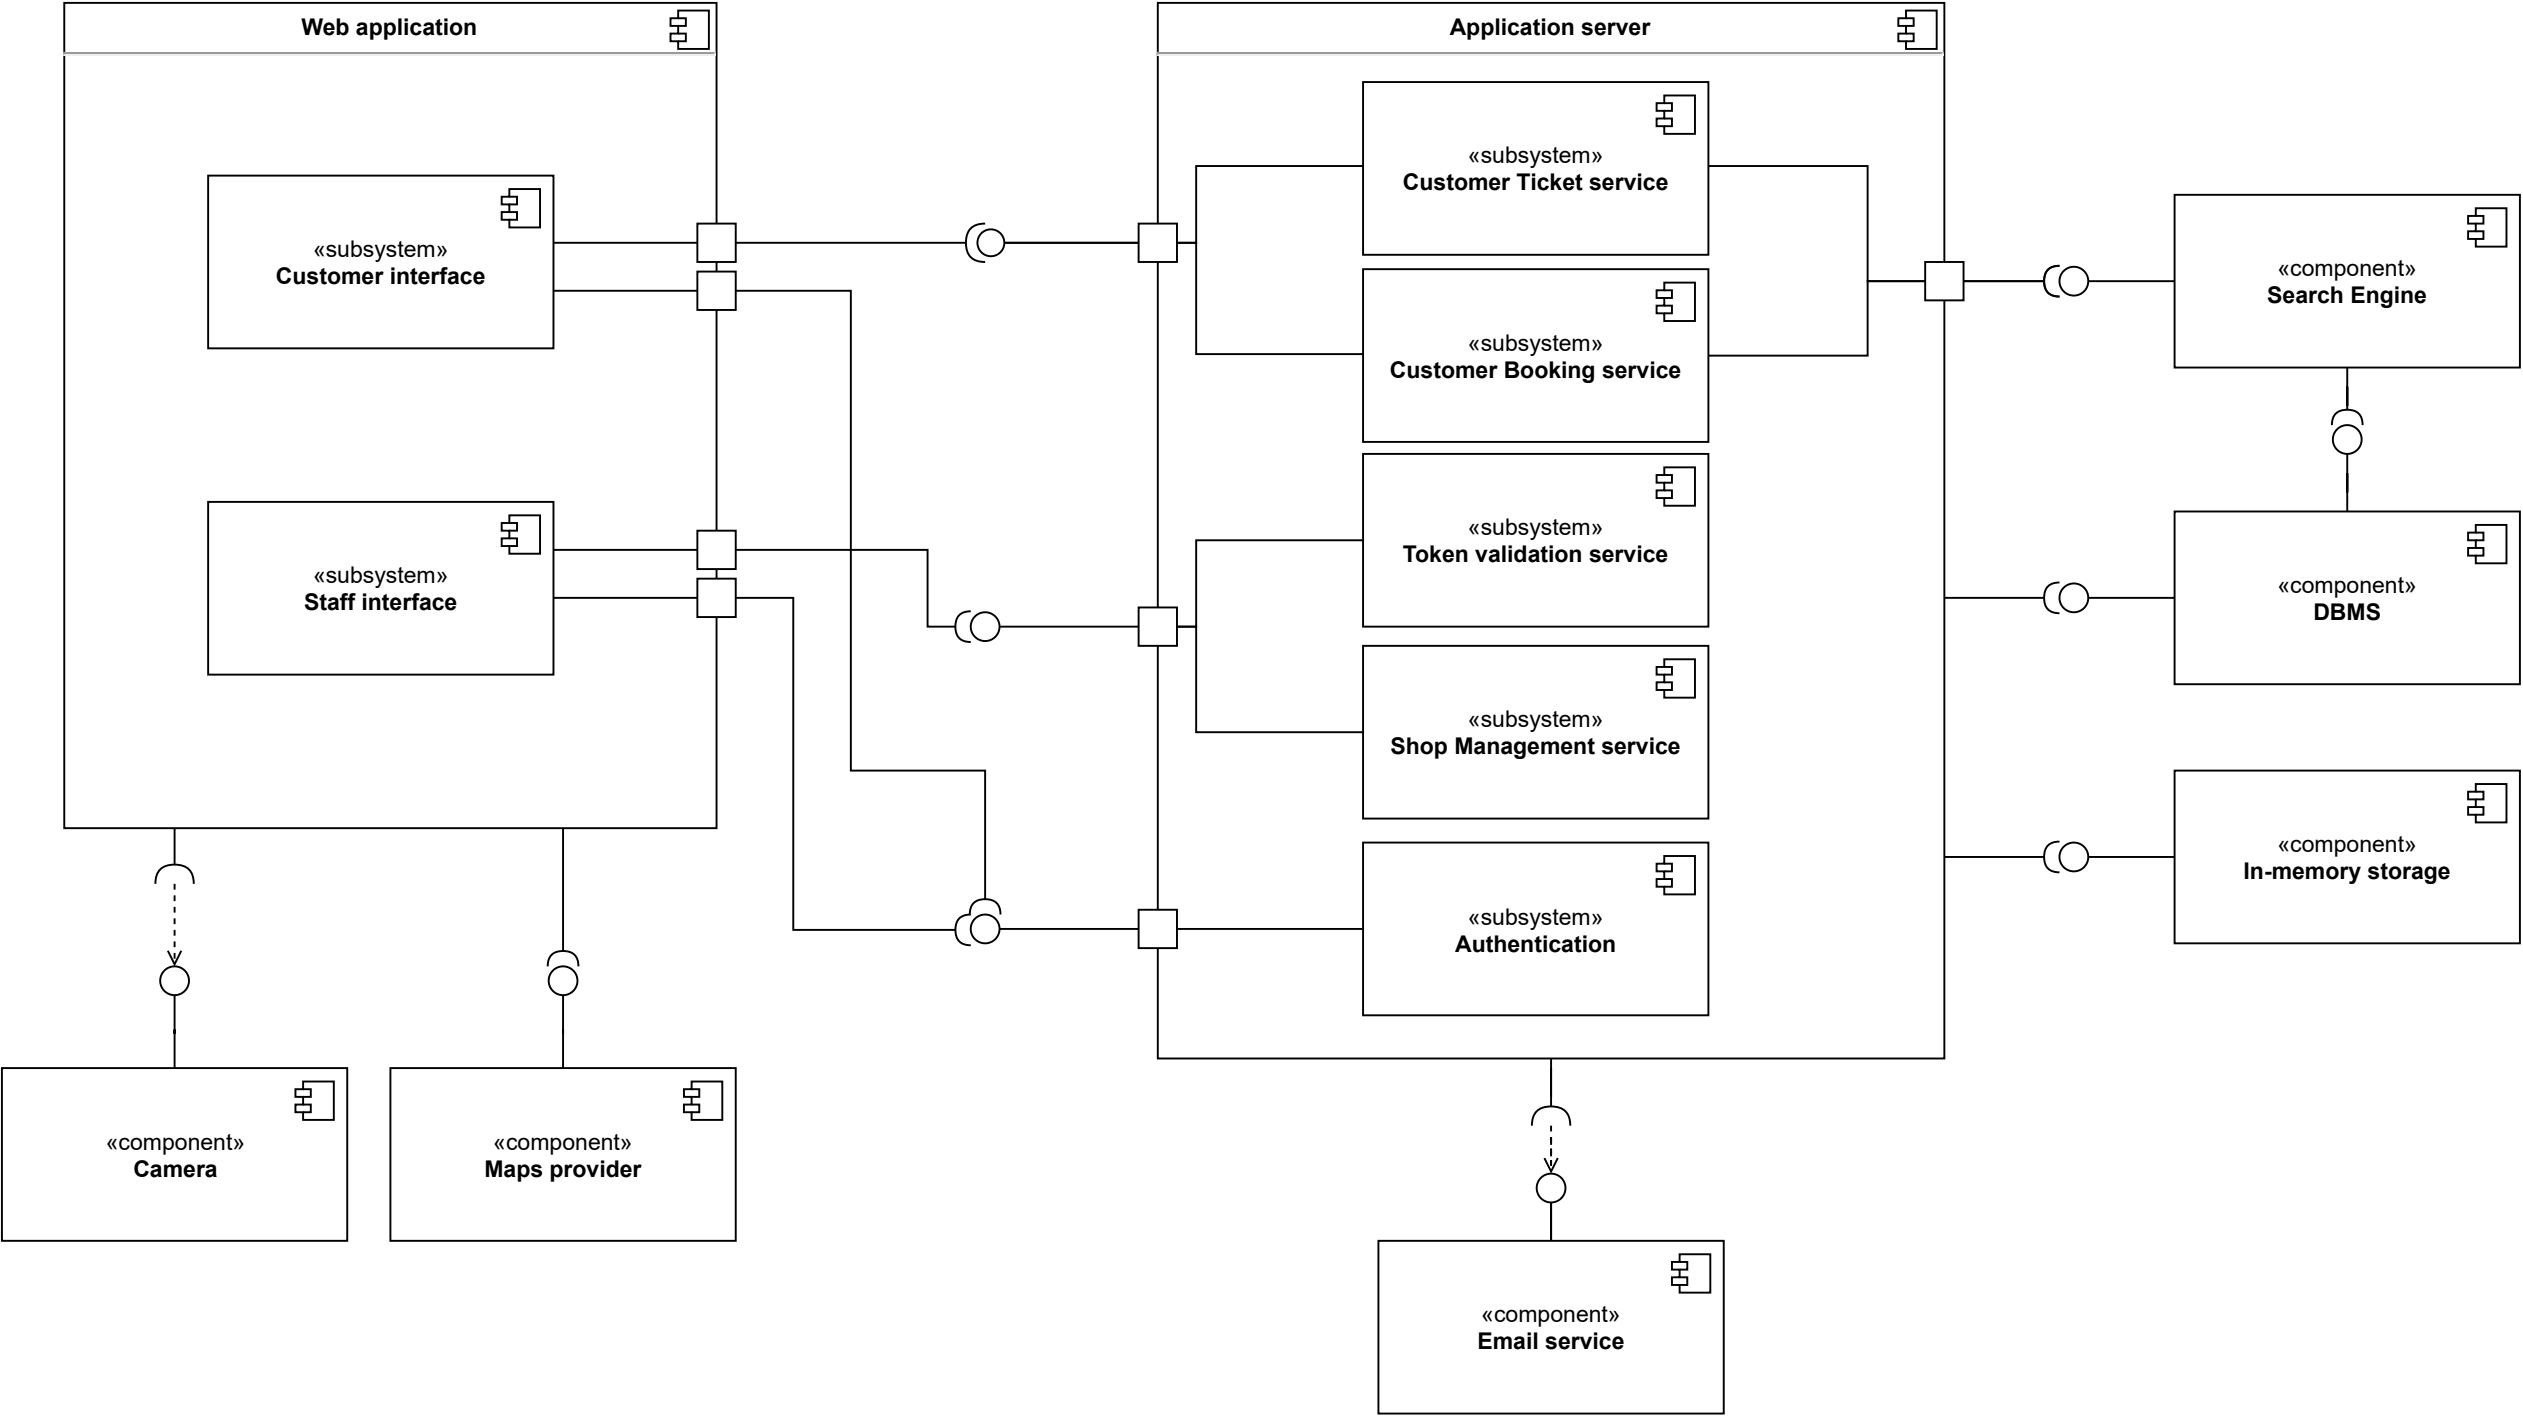 Web application
Application server
«subsystem»
Customer Ticket service
«subsystem»
Customer interface
«component»
Search Engine
«subsystem»
Customer Booking service
«subsystem»
Token validation service
«subsystem»
Staff interface
«component»
DBMS
«subsystem»
Shop Management service
«component»
In-memory storage
«subsystem»
Authentication
«component»
Camera
«component»
Maps provider
«component»
Email service